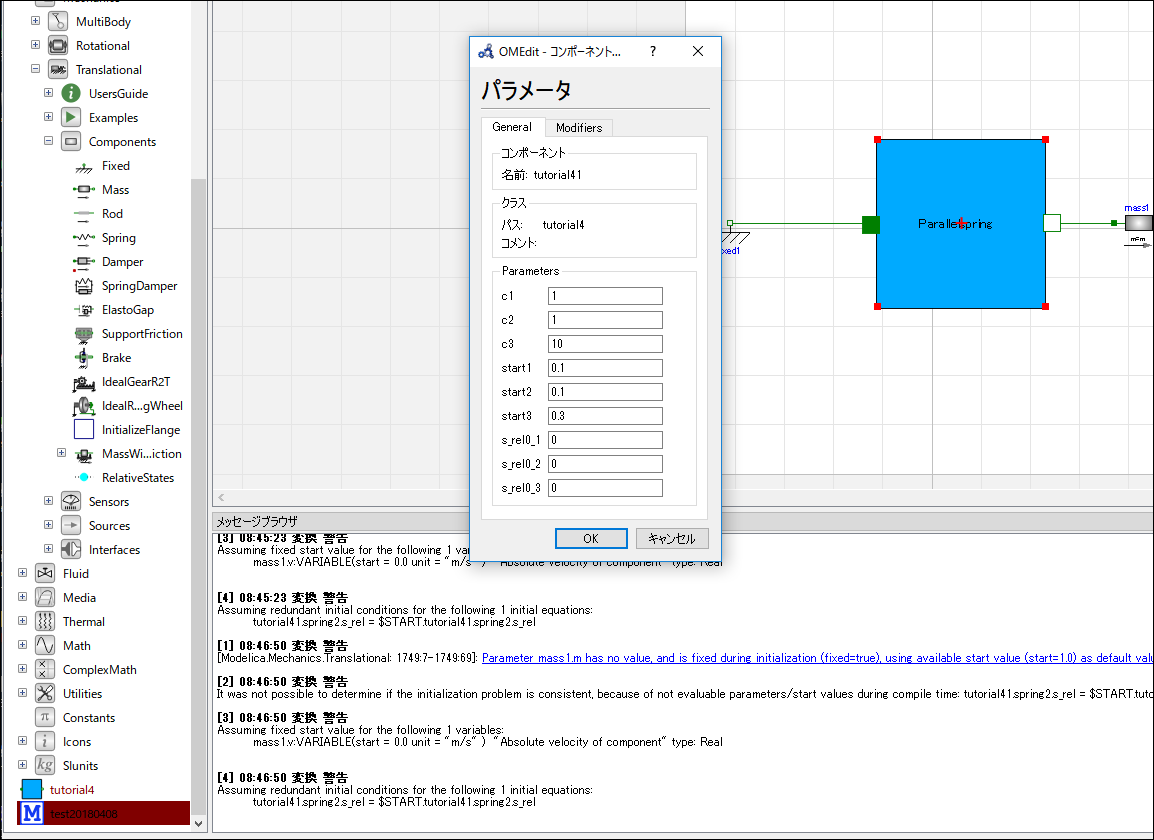 MultiBody
Rotational
Translational
UsersGuide
Examples
Components
Fixed
Mass
Rod
Spring
Damper
SpringDamper
ElastoGap
SupportFriction
Brake
IdealGearR2T
IdealR...gWheel
InitializeFlange
MassWi...iction
RelativeStates
Sensors
Sources
Interfaces
Fluid
Media
Thermal
Math
ComplexMath
Utilities
Constants
Icons
SIunits
tutorial4
test20180408
OMEdit - コンポーネント...
パラメータ
General Modifiers
コンポーネント
名前: tutorial41
クラス
パス: tutorial4
コメント:
Parameters
c1 1
c2 1
c3 10
start1 0.1
start2 0.1
start3 0.3
s_rel0_1 0
s_rel0_2 0
s_rel0_3 0
OK キャンセル
xed1
Parallelspring
mass1
m=m
メッセージブラウザ
[3] 08:45:23 変換 警告
Assuming fixed start value for the following 1 va
mass1.v:VARIABLE(start = 0.0 unit = "m/s" ) "Absolute velocity of component" type: Real
[4] 08:45:23 変換 警告
Assuming redundant initial conditions for the following 1 initial equations:
tutorial41.spring2.s_rel = $START.tutorial41.spring2.s_rel
[1] 08:46:50 変換 警告
[Modelica.Mechanics.Translational: 1749:7-1749:69]: Parameter mass1.m has no value, and is fixed during initialization (fixed=true), using available start value (start=1.0) as default valu
[2] 08:46:50 変換 警告
It was not possible to determine if the initialization problem is consistent, because of not evaluable parameters/start values during compile time: tutorial41.spring2.s_rel = $START.tuto
[3] 08:46:50 変換 警告
Assuming fixed start value for the following 1 variables:
mass1.v:VARIABLE(start = 0.0 unit = "m/s" ) "Absolute velocity of component" type: Real
[4] 08:46:50 変換 警告
Assuming redundant initial conditions for the following 1 initial equations:
tutorial41.spring2.s_rel = $START.tutorial41.spring2.s_rel